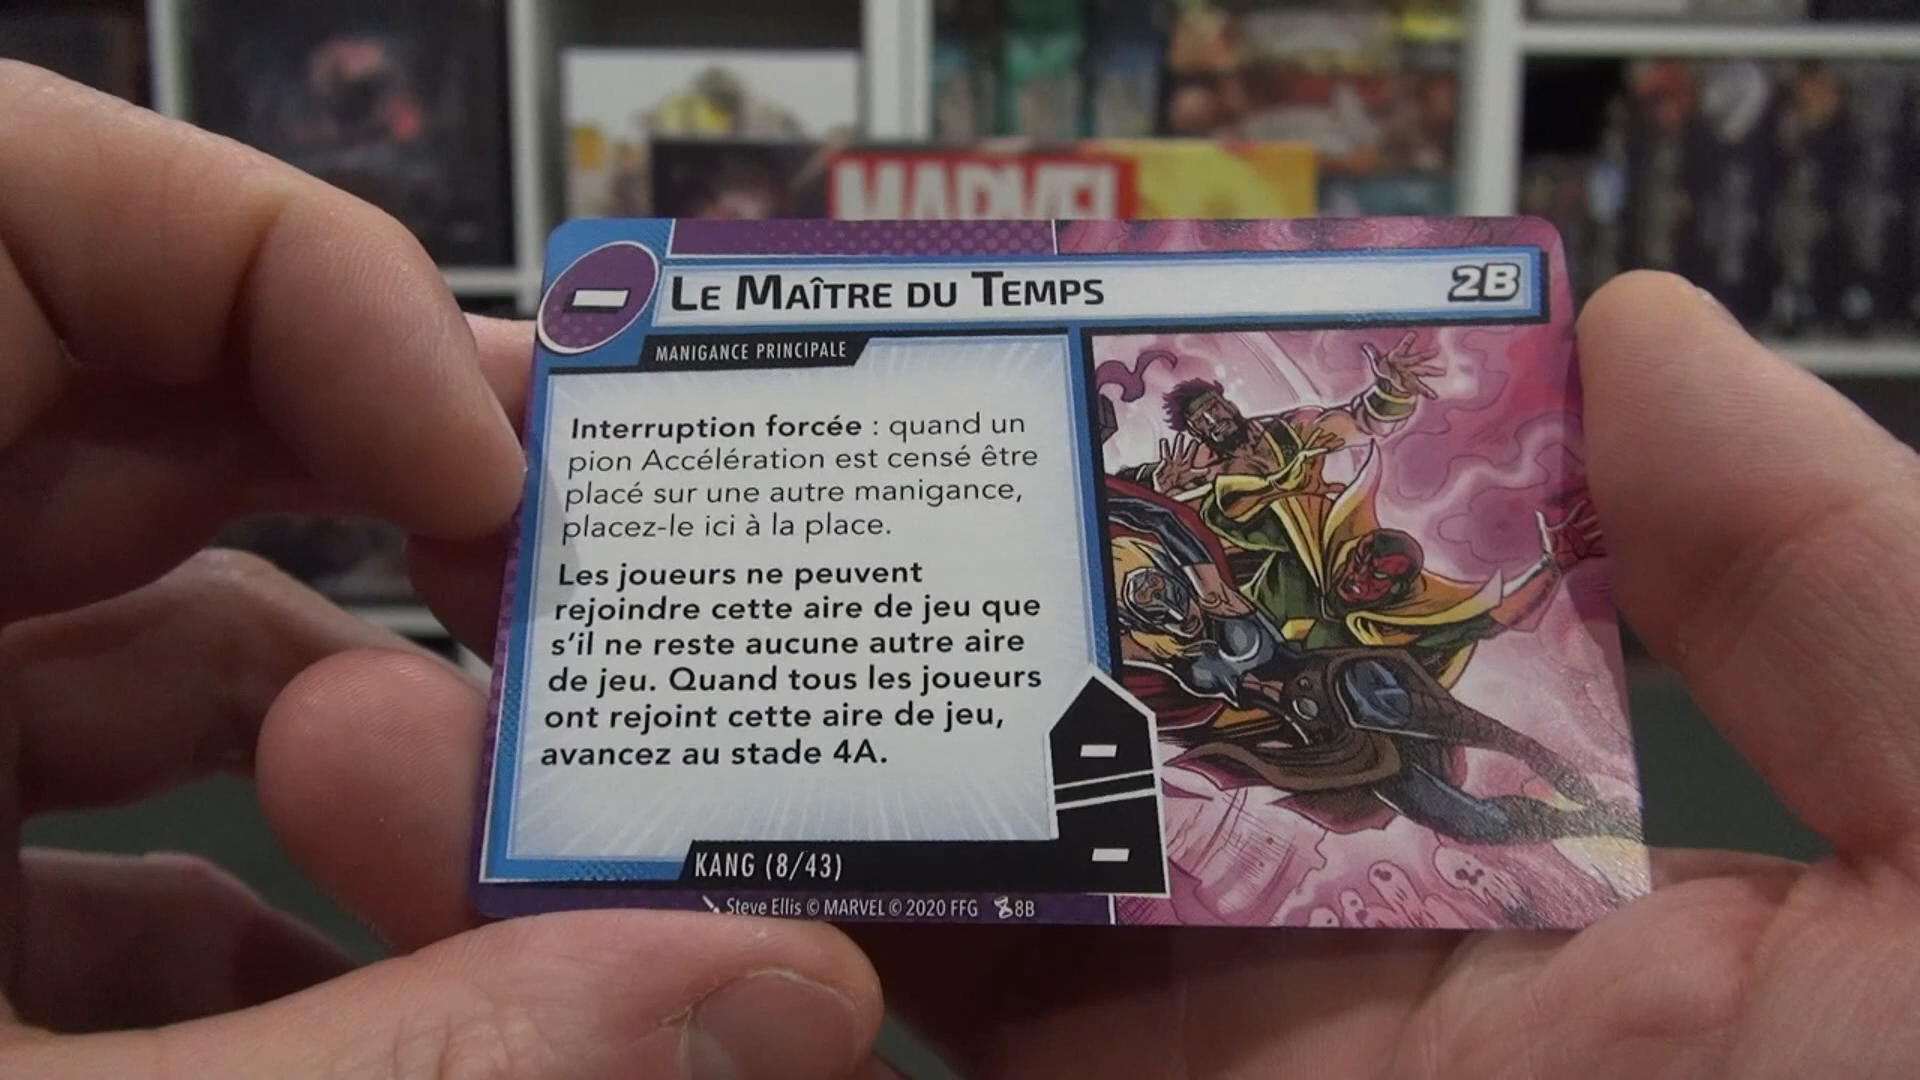 MARVEL
Le Maître du Temps
2B
MANIGANCE PRINCIPALE
Interruption forcée : quand un
pion Accélération est censé être
placé sur une autre manigance,
placez-le ici à la place.
Les joueurs ne peuvent
rejoindre cette aire de jeu que
s'il ne reste aucune autre aire
de jeu. Quand tous les joueurs
ont rejoint cette aire de jeu,
avancez au stade 4A.
–
–
–
KANG (8/43)
Steve Ellis © MARVEL © 2020 FFG 8B